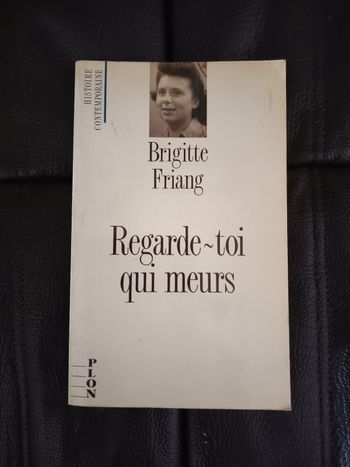 HISTOIRE
CONTEMPORAINE
Brigitte
Friang
Regarde~toi
qui meurs
PLON